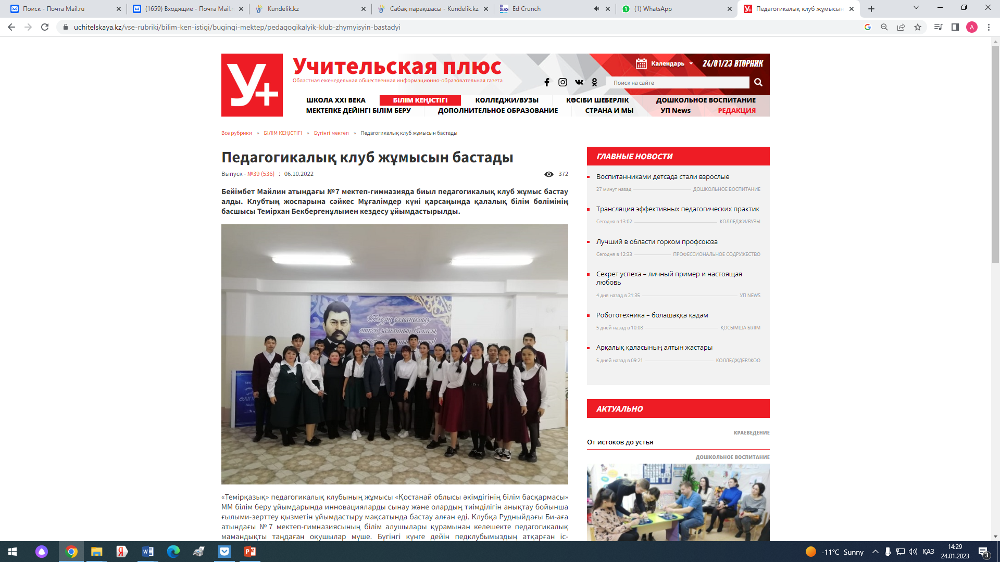 Поиск - Почта Mail.ru
(1659) Входящие - Почта Mail.r
Kundelik.kz
Сабақ парақшасы - Kundelik.kz
Ed Crunch
(1) WhatsApp
Педагогикалық клуб жұмысын
uchitelskaya.kz/vse-rubriki/bilim-ken-istigi/bugingi-mektep/pedagogikalyik-klub-zhymyisyin-bastadyi
A
У+
Учительская плюс
Областная еженедельная общественная информационно-образовательная газета
Календарь
24/01/23 ВТОРНИК
Поиск на сайте
ШКОЛА XXI ВЕКА
БІЛІМ КЕҢІСТІГІ
КОЛЛЕДЖИ/ВУЗЫ
КӘСІБИ ШЕБЕРЛІК
ДОШКОЛЬНОЕ ВОСПИТАНИЕ
МЕКТЕПКЕ ДЕЙІНГІ БІЛІМ БЕРУ
ДОПОЛНИТЕЛЬНОЕ ОБРАЗОВАНИЕ
СТРАНА И МЫ
УП News
РЕДАКЦИЯ
Все рубрики » БІЛІМ КЕҢІСТІГІ » Бүгінгі мектеп » Педагогикалық клуб жұмысын бастады
Педагогикалық клуб жұмысын бастады
Выпуск - №39 (536) : 06.10.2022
372
Бейімбет Майлин атындағы №7 мектеп-гимназияда биыл педагогикалық клуб жұмыс бастау
алды. Клубтың жоспарына сәйкес Мұғалімдер күні қарсаңында қалалық білім бөлімінің
басшысы Темірхан Бекбергенұлымен кездесу ұйымдастырылды.
Біздің заманымыз
өткен заманның баласы,
«Темірқазық» педагогикалық клубының жұмысы «Қостанай облысы әкімдігінің білім басқармасы»
ММ білім беру ұйымдарында инновацияларды сынау және олардың тиімділігін анықтау бойынша
ғылыми-зерттеу қызметін ұйымдастыру мақсатында бастау алған еді. Клубқа Рудныйдағы Би-аға
атындағы №7 мектеп-гимназиясының білім алушылары құрамынан келешекте педагогикалық
мамандықты таңдаған оқушылар мүше. Бүгінгі күнге дейін педклубымыздың атқарған іс-
ГЛАВНЫЕ НОВОСТИ
Воспитанниками детсада стали взрослые
27 минут назад
ДОШКОЛЬНОЕ ВОСПИТАНИЕ
Трансляция эффективных педагогических практик
Сегодня в 13:02
КОЛЛЕДЖИ/ВУЗЫ
Лучший в области горком профсоюза
Сегодня в 12:33
ПРОФЕССИОНАЛЬНОЕ СОДРУЖЕСТВО
Секрет успеха – личный пример и настоящая
любовь
4 дня назад в 21:35
УП NEWS
Робототехника – болашаққа қадам
5 дней назад в 10:08
ҚОСЫМША БІЛІМ
Арқалық қаласының алтын жастары
5 дней назад в 09:21
КОЛЛЕДЖДЕР/ЖОО
АКТУАЛЬНО
КРАЕВЕДЕНИЕ
От истоков до устья
ДОШКОЛЬНОЕ ВОСПИТАНИЕ
-11°C Sunny
ҚАЗ
14:29
24.01.2023
3